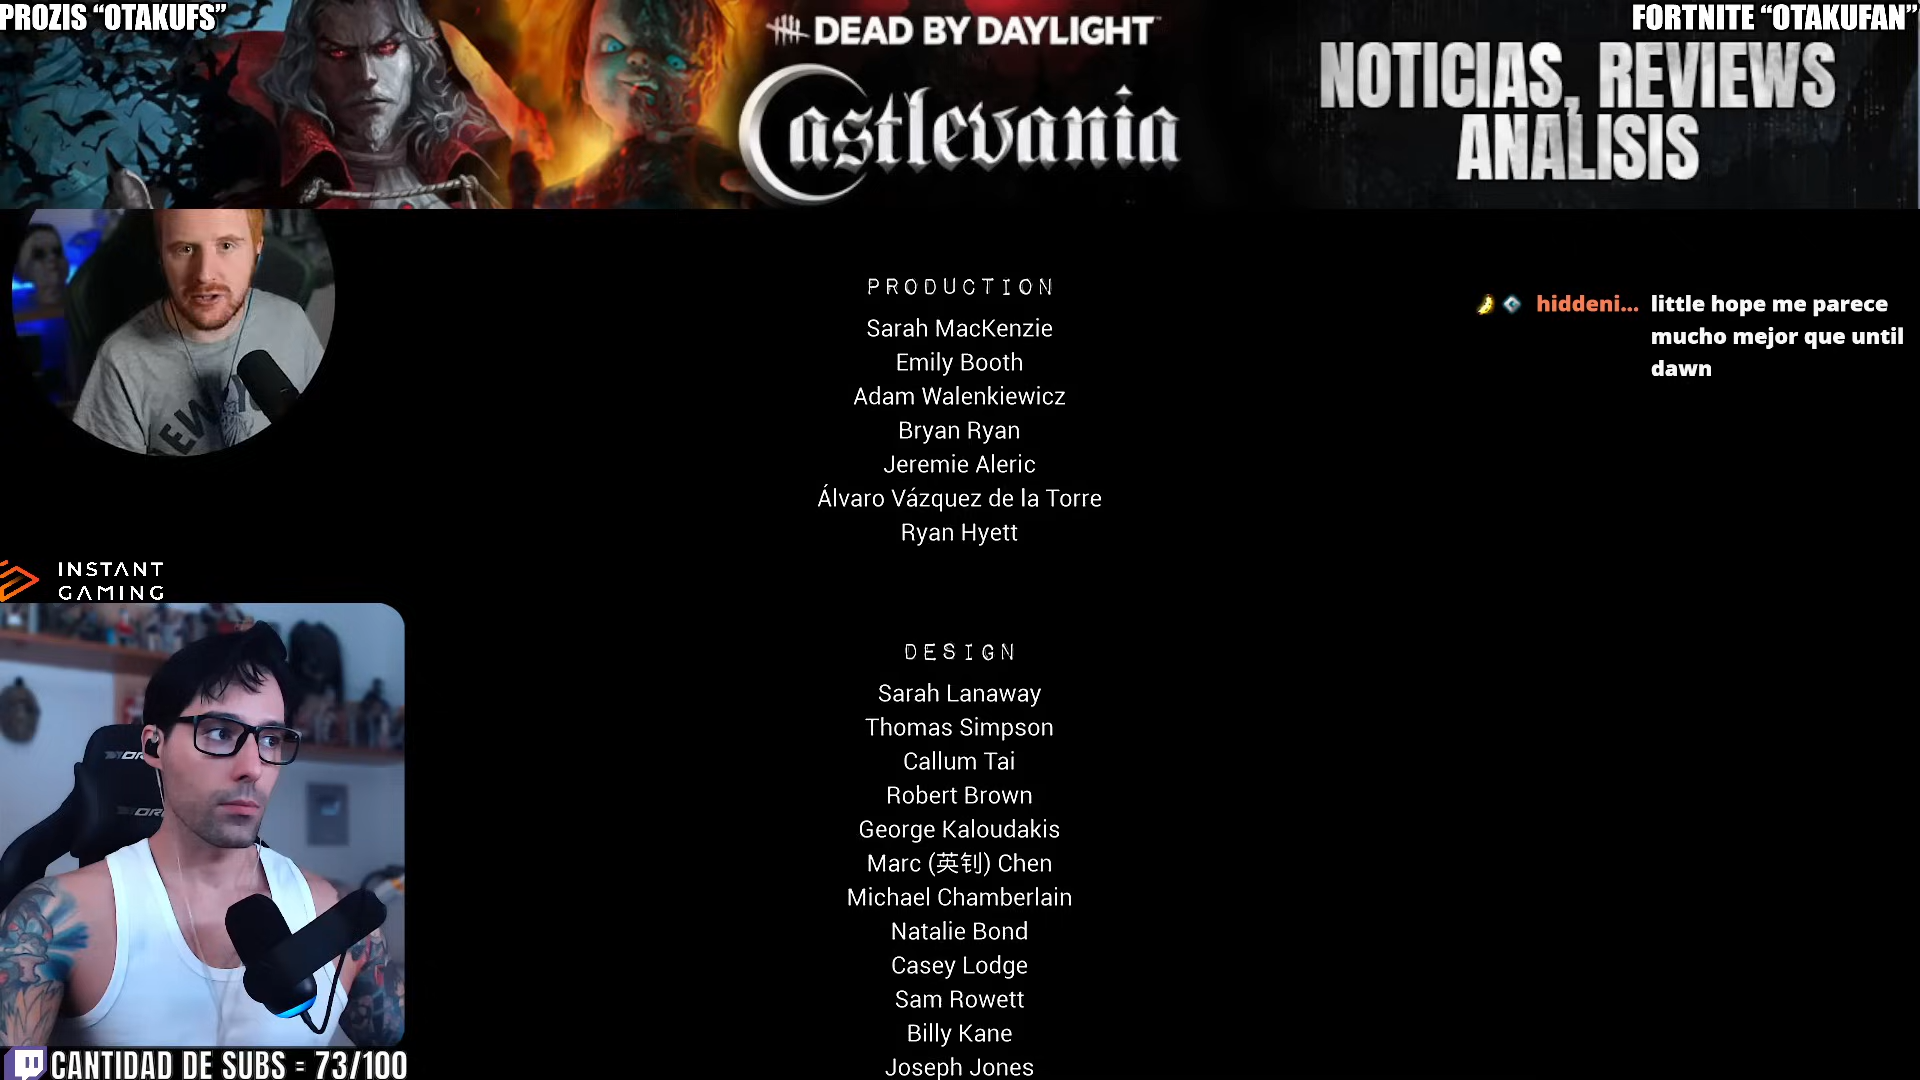 PROZIS “OTAKUFS”
FORTNITE “OTAKUFAN”
DEAD BY DAYLIGHT
Castlevania
NOTICIAS, REVIEWS
ANALISIS
PRODUCTION
Sarah MacKenzie
Emily Booth
Adam Walenkiewicz
Bryan Ryan
Jeremie Aleric
Álvaro Vázquez de la Torre
Ryan Hyett
hiddeni... little hope me parece
mucho mejor que until
dawn
INSTANT
GAMING
DESIGN
Sarah Lanaway
Thomas Simpson
Callum Tai
Robert Brown
George Kaloudakis
Marc (英钊) Chen
Michael Chamberlain
Natalie Bond
Casey Lodge
Sam Rowett
Billy Kane
Joseph Jones
CANTIDAD DE SUBS = 73/100